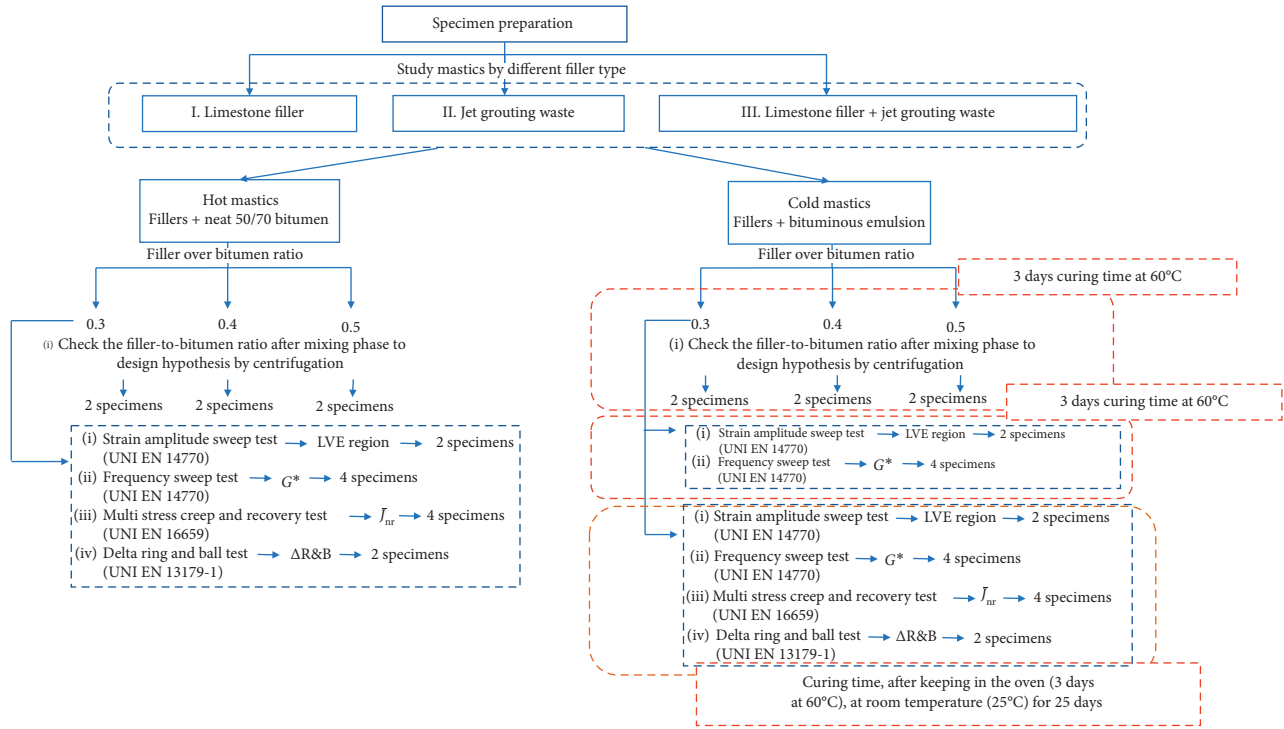 Specimen preparation
Study mastics by different filler type
I. Limestone filler
II. Jet grouting waste
III. Limestone filler + jet grouting waste
Hot mastics
Fillers + neat 50/70 bitumen
Filler over bitumen ratio
0.3
0.4
0.5
(i) Check the filler-to-bitumen ratio after mixing phase to
design hypothesis by centrifugation
2 specimens
2 specimens
2 specimens
(i) Strain amplitude sweep test
(UNI EN 14770)
LVE region
2 specimens
(ii) Frequency sweep test
(UNI EN 14770)
G*
4 specimens
(iii) Multi stress creep and recovery test
(UNI EN 16659)
J̄nr
4 specimens
(iv) Delta ring and ball test
(UNI EN 13179-1)
ΔR&B
2 specimens
Cold mastics
Fillers + bituminous emulsion
Filler over bitumen ratio
3 days curing time at 60°C
0.3
0.4
0.5
(i) Check the filler-to-bitumen ratio after mixing phase to
design hypothesis by centrifugation
2 specimens
2 specimens
2 specimens
3 days curing time at 60°C
(i) Strain amplitude sweep test
(UNI EN 14770)
LVE region
2 specimens
(ii) Frequency sweep test
(UNI EN 14770)
G*
4 specimens
(i) Strain amplitude sweep test
(UNI EN 14770)
LVE region
2 specimens
(ii) Frequency sweep test
(UNI EN 14770)
G*
4 specimens
(iii) Multi stress creep and recovery test
(UNI EN 16659)
J̄nr
4 specimens
(iv) Delta ring and ball test
(UNI EN 13179-1)
ΔR&B
2 specimens
Curing time, after keeping in the oven (3 days
at 60°C), at room temperature (25°C) for 25 days